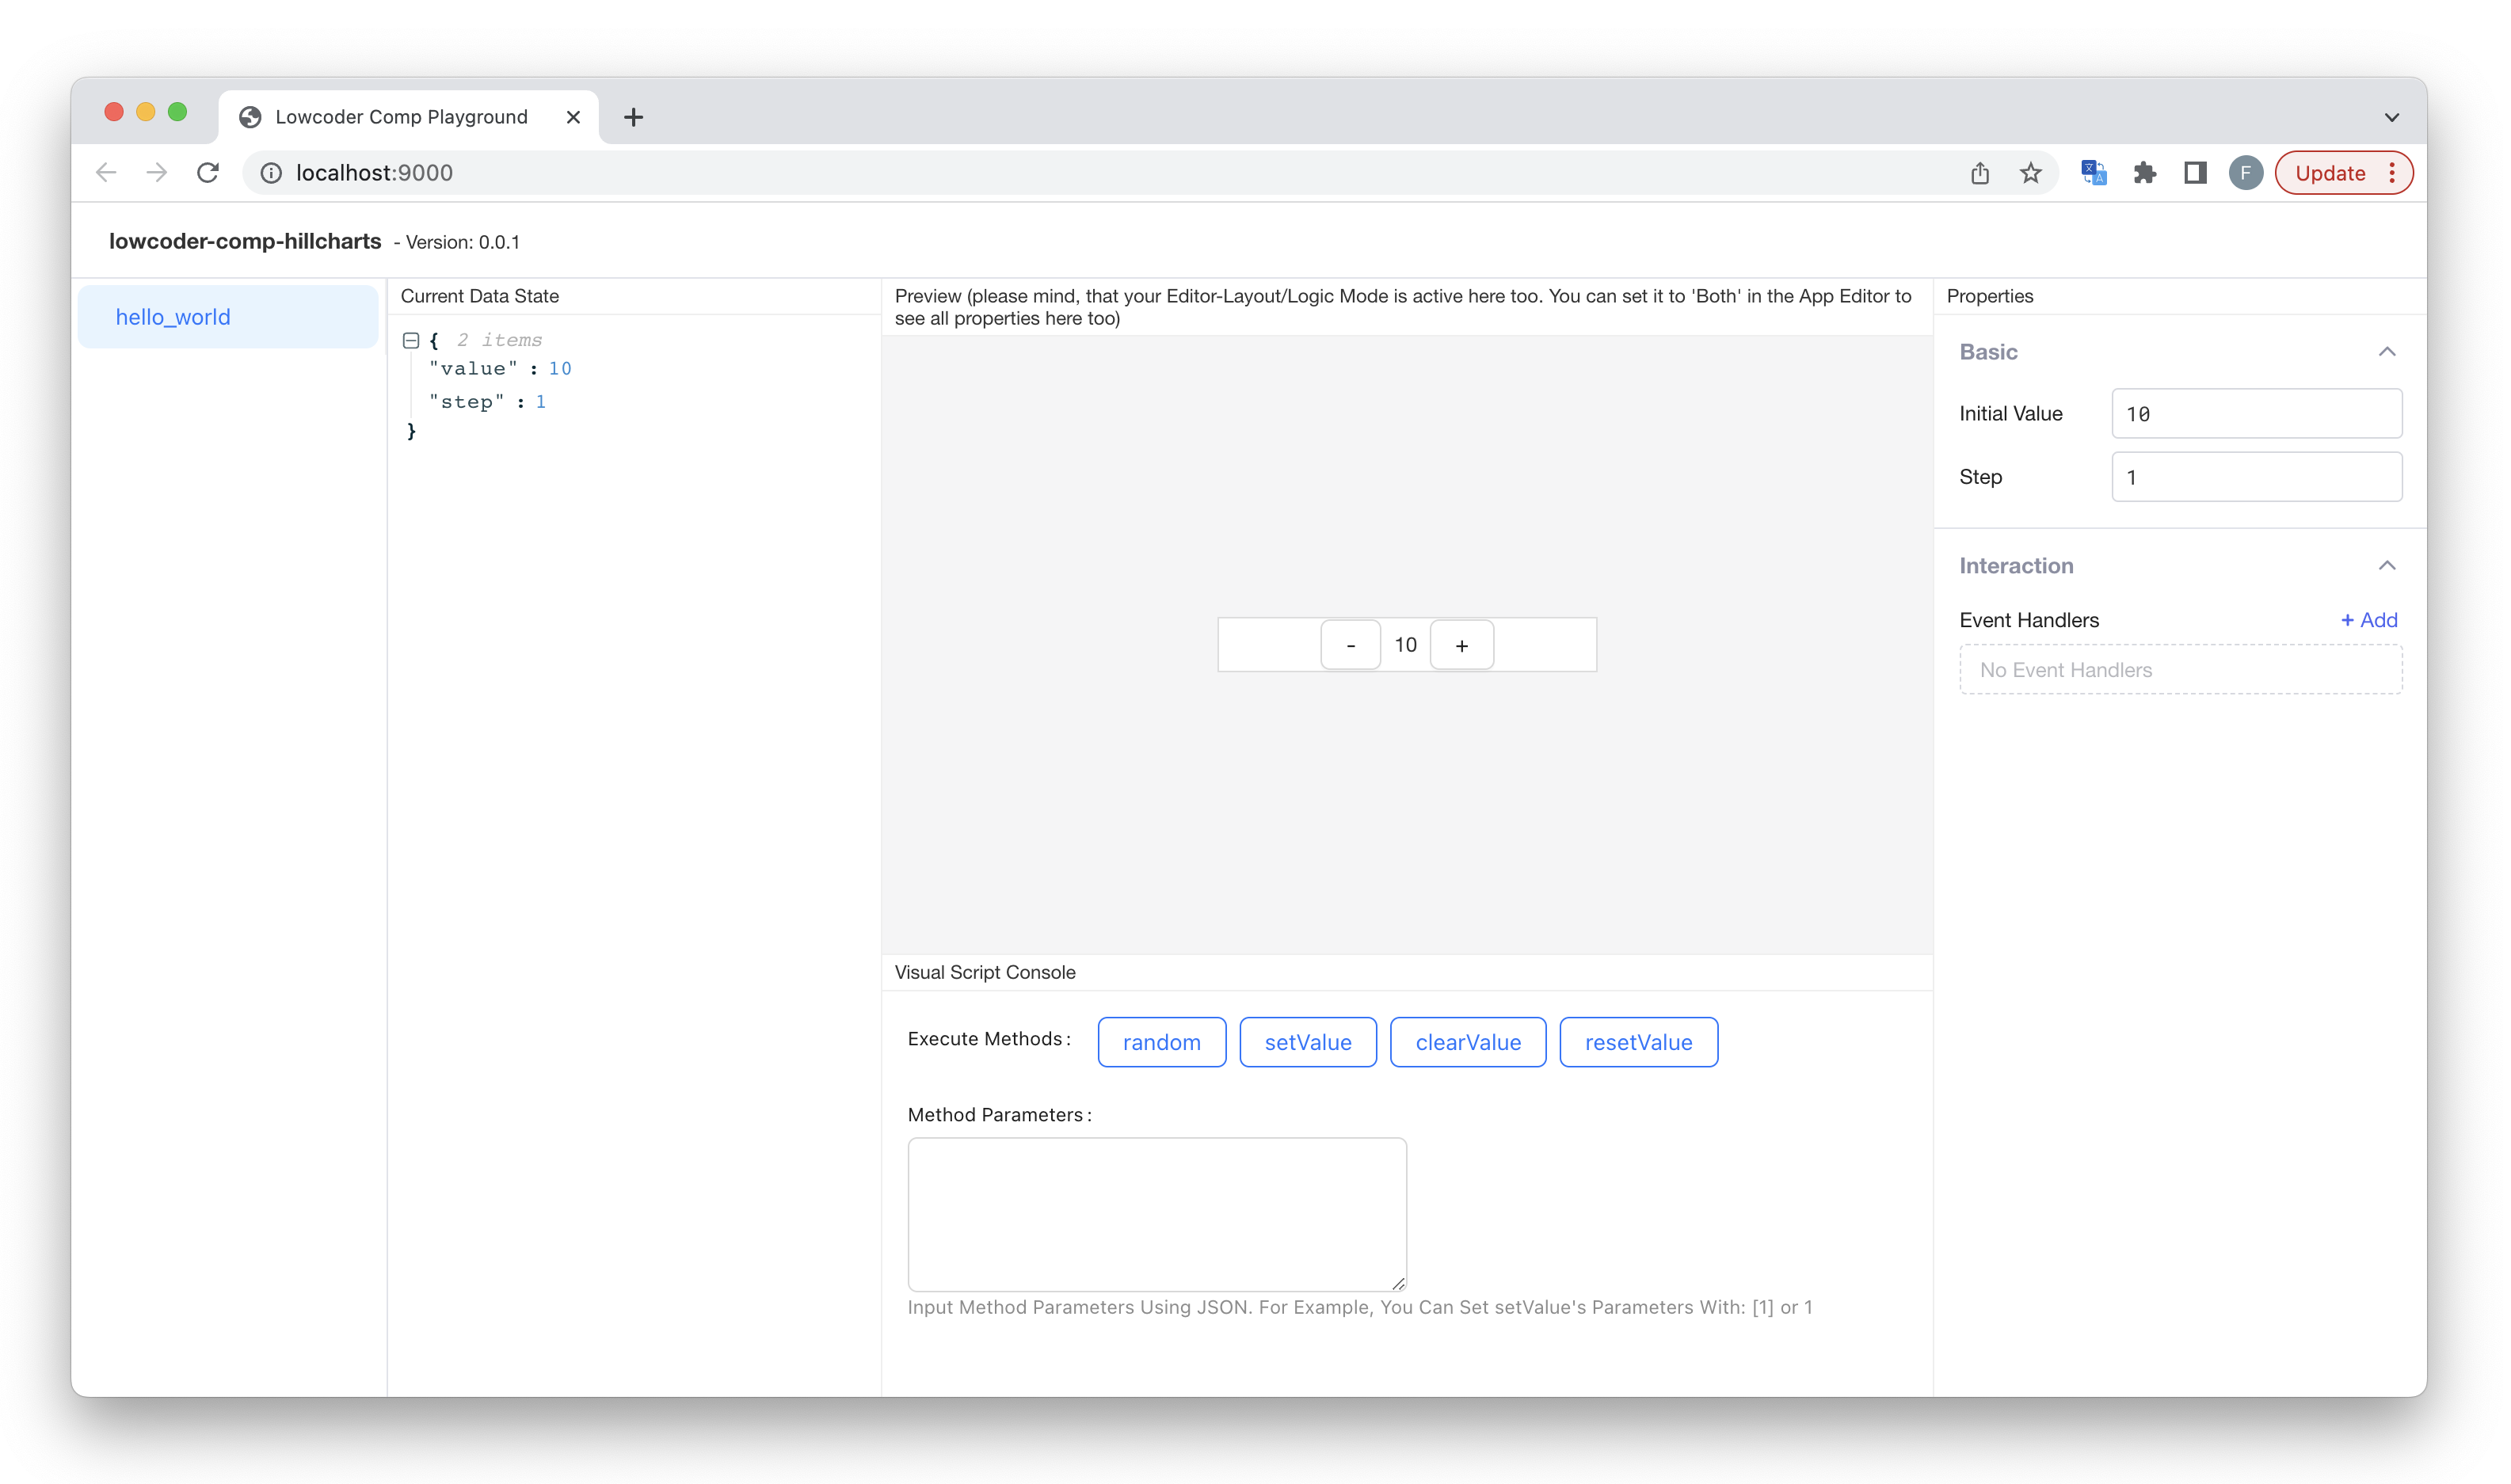 Lowcoder Comp Playground
localhost:9000
F
Update
lowcoder-comp-hillcharts - Version: 0.0.1
hello_world
Current Data State
{ 2 items
"value" : 10
"step" : 1
}
Preview (please mind, that your Editor-Layout/Logic Mode is active here too. You can set it to 'Both' in the App Editor to
see all properties here too)
- 10 +
Visual Script Console
Execute Methods: random setValue clearValue resetValue
Method Parameters:
Input Method Parameters Using JSON. For Example, You Can Set setValue's Parameters With: [1] or 1
Properties
Basic
Initial Value 10
Step 1
Interaction
Event Handlers + Add
No Event Handlers